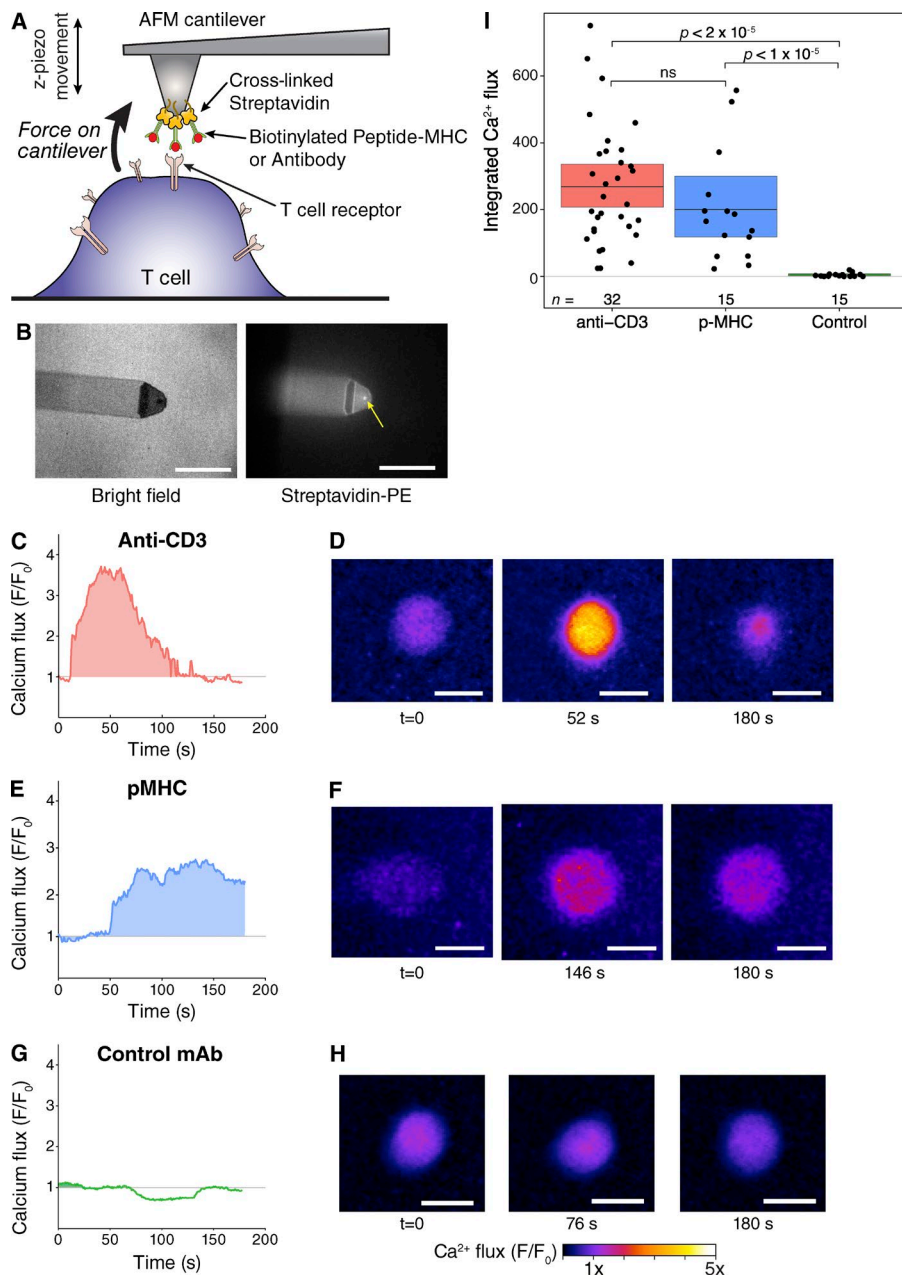 A
AFM cantilever
z-piezo
movement
Cross-linked
Streptavidin
Force on
cantilever
Biotinylated Peptide-MHC
or Antibody
T cell receptor
T cell
B
Bright field
Streptavidin-PE
I
Integrated Ca²⁺ flux
600
400
200
0
p < 2 x 10⁻⁵
p < 1 x 10⁻⁵
ns
n = 32 15 15
anti–CD3 p-MHC Control
C
Anti-CD3
Calcium flux (F/F₀)
4
3
2
1
0 50 100 150 200
Time (s)
D
t=0 52 s 180 s
E
pMHC
Calcium flux (F/F₀)
4
3
2
1
0 50 100 150 200
Time (s)
F
t=0 146 s 180 s
G
Control mAb
Calcium flux (F/F₀)
4
3
2
1
0 50 100 150 200
Time (s)
H
t=0 76 s 180 s
Ca²⁺ flux (F/F₀)
1x 5x